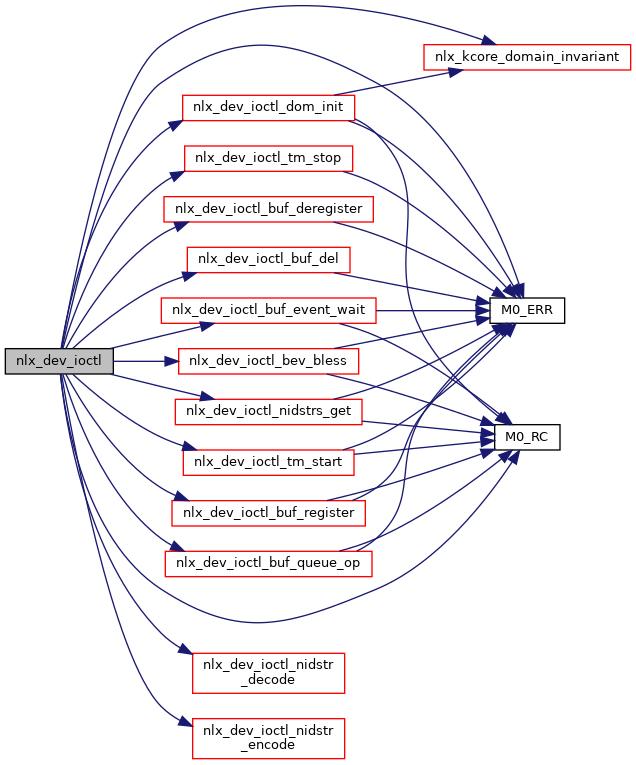 nlx_kcore_domain_invariant
nlx_dev_ioctl_dom_init
nlx_dev_ioctl_tm_stop
nlx_dev_ioctl_buf_deregister
nlx_dev_ioctl_buf_del
nlx_dev_ioctl_buf_event_wait
M0_ERR
nlx_dev_ioctl
nlx_dev_ioctl_bev_bless
nlx_dev_ioctl_nidstrs_get
M0_RC
nlx_dev_ioctl_tm_start
nlx_dev_ioctl_buf_register
nlx_dev_ioctl_buf_queue_op
nlx_dev_ioctl_nidstr
_decode
nlx_dev_ioctl_nidstr
_encode